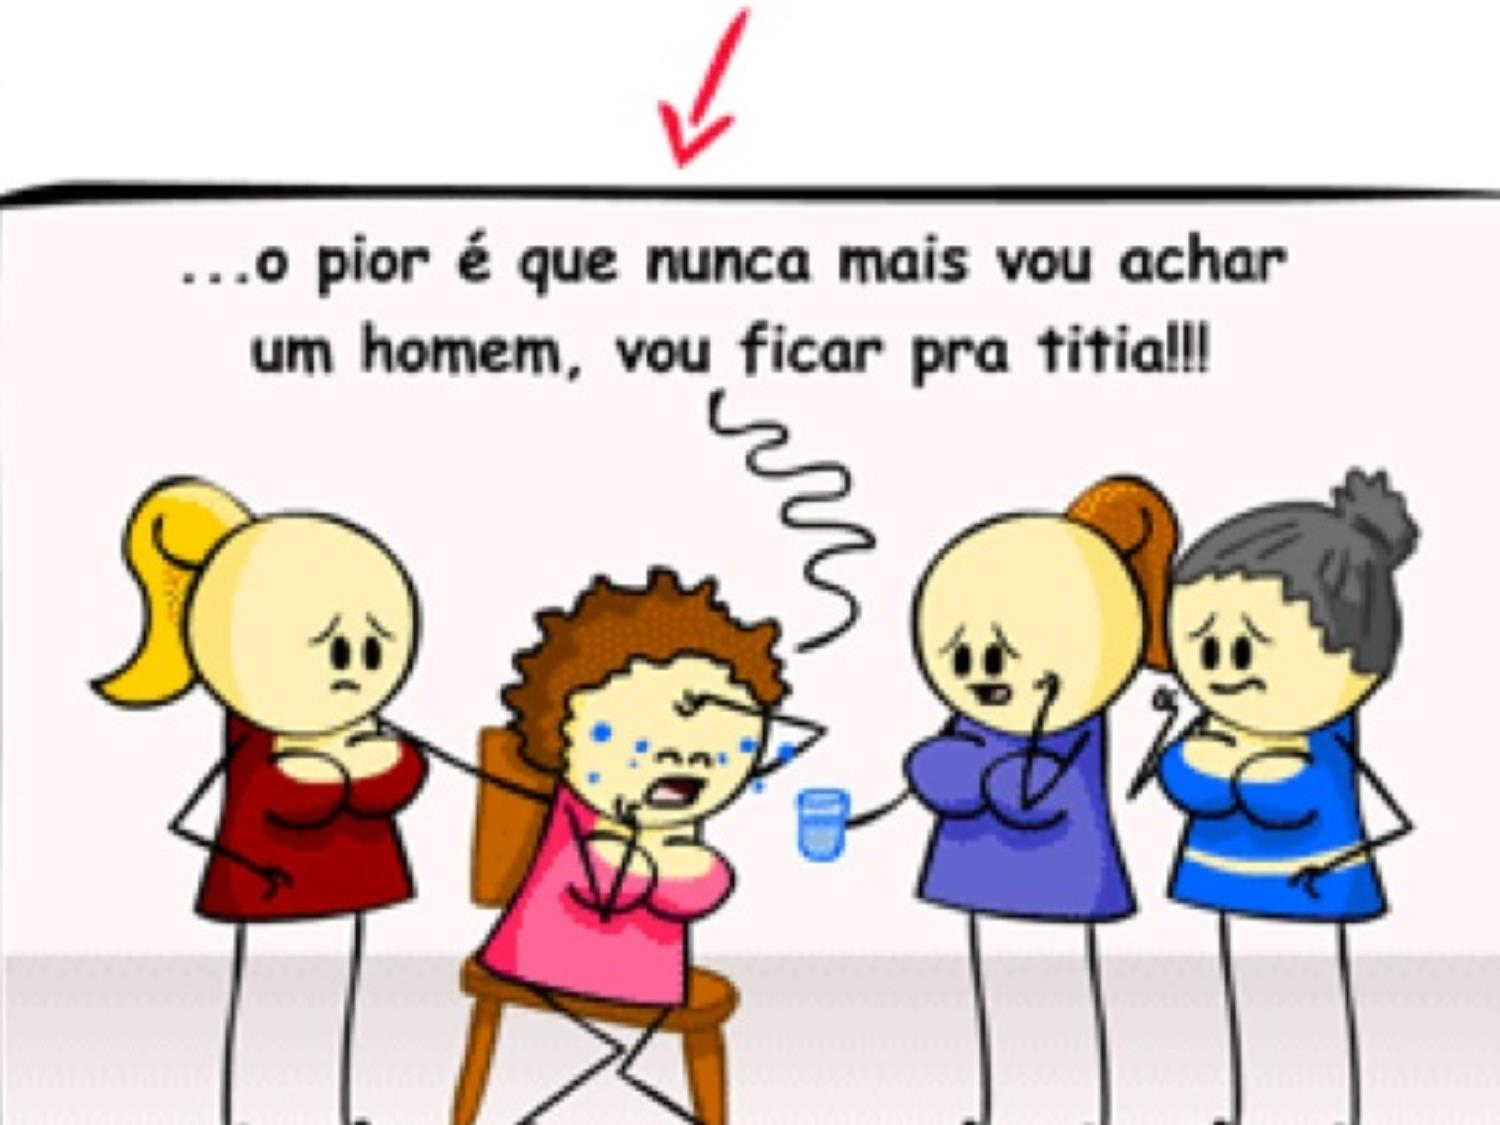 ...o pior é que nunca mais vou achar
um homem, vou ficar pra titia!!!